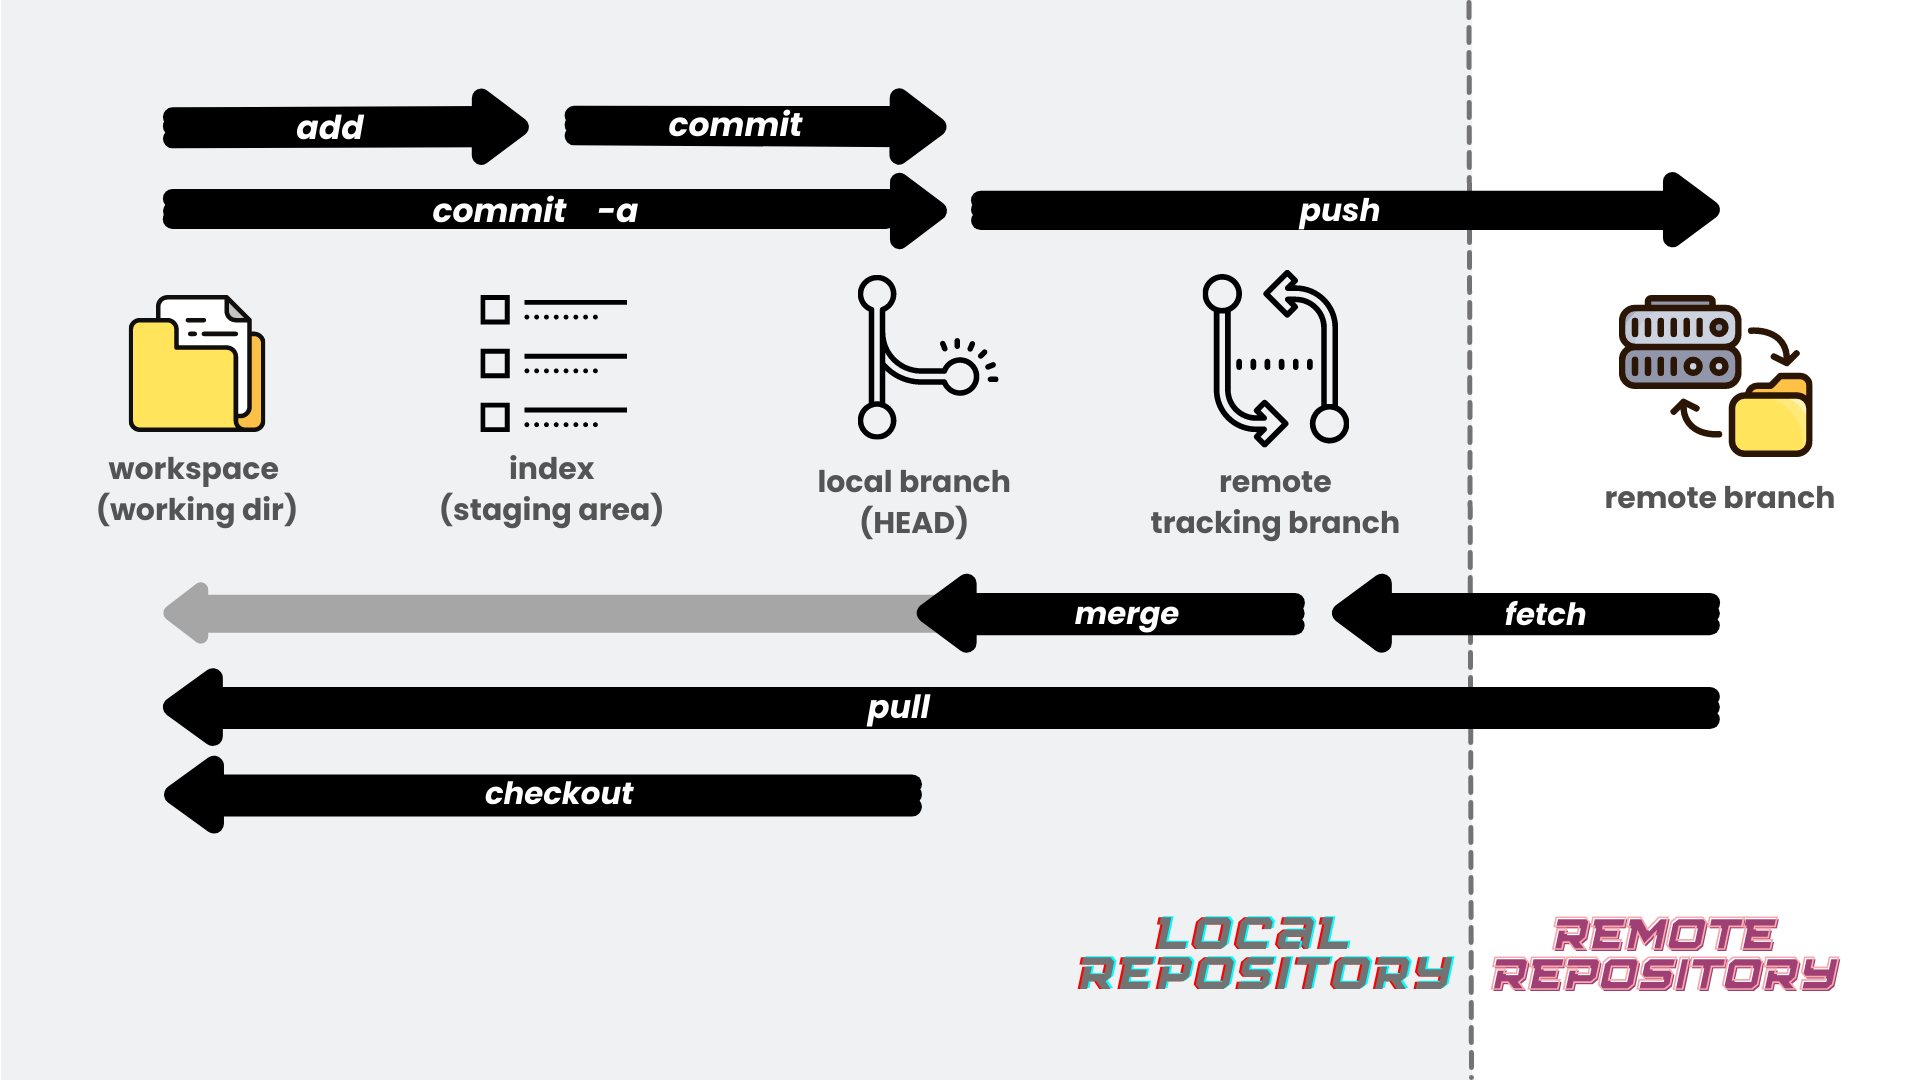 add
commit
commit -a
push
workspace
(working dir)
index
(staging area)
local branch
(HEAD)
remote
tracking branch
remote branch
merge
fetch
pull
checkout
LOCAL
REPOSITORY
REMOTE
REPOSITORY